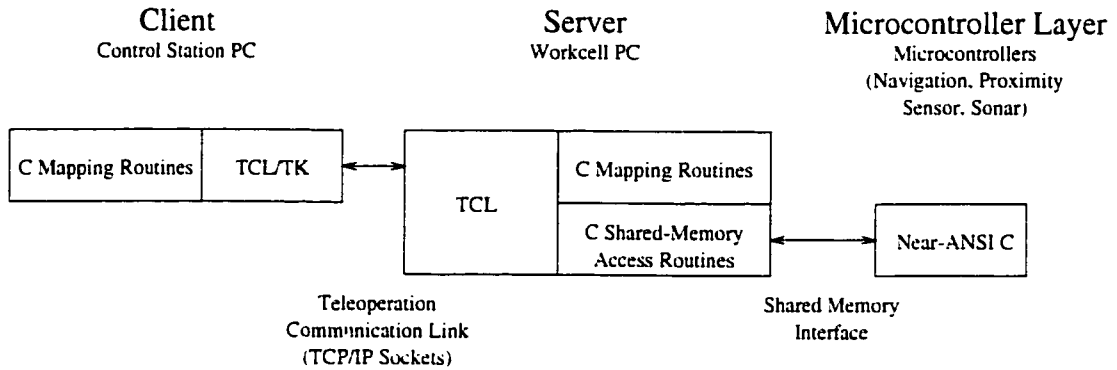 Client
Control Station PC
Server
Workcell PC
Microcontroller Layer
Microcontrollers
(Navigation, Proximity
Sensor, Sonar)
C Mapping Routines
TCL/TK
TCL
C Mapping Routines
C Shared-Memory
Access Routines
Near-ANSI C
Teleoperation
Communication Link
(TCP/IP Sockets)
Shared Memory
Interface